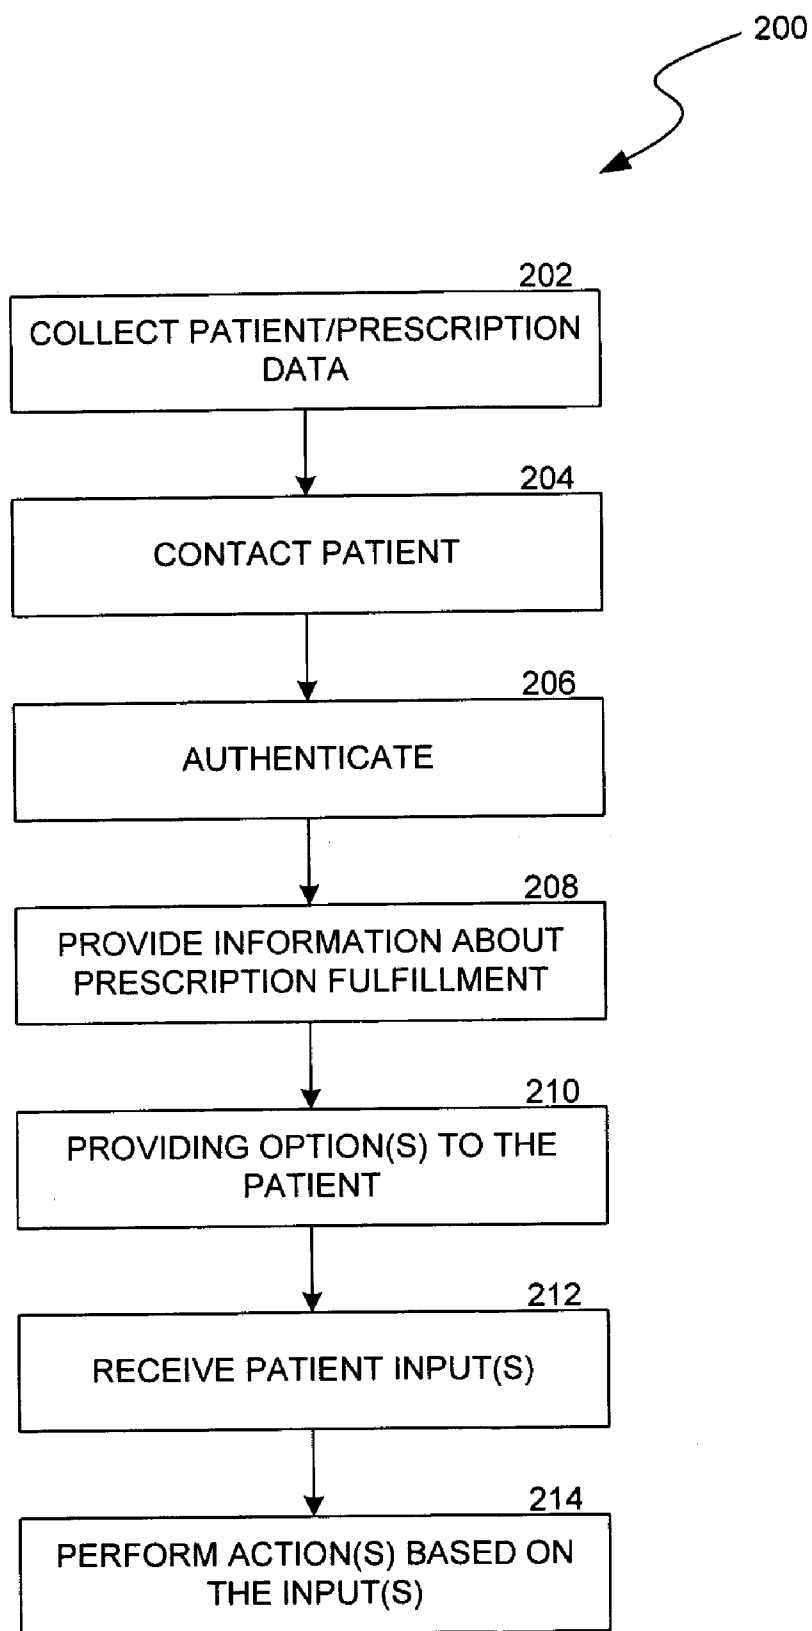 200
202
COLLECT PATIENT/PRESCRIPTION
DATA
204
CONTACT PATIENT
206
AUTHENTICATE
208
PROVIDE INFORMATION ABOUT
PRESCRIPTION FULFILLMENT
210
PROVIDING OPTION(S) TO THE
PATIENT
212
RECEIVE PATIENT INPUT(S)
214
PERFORM ACTION(S) BASED ON
THE INPUT(S)